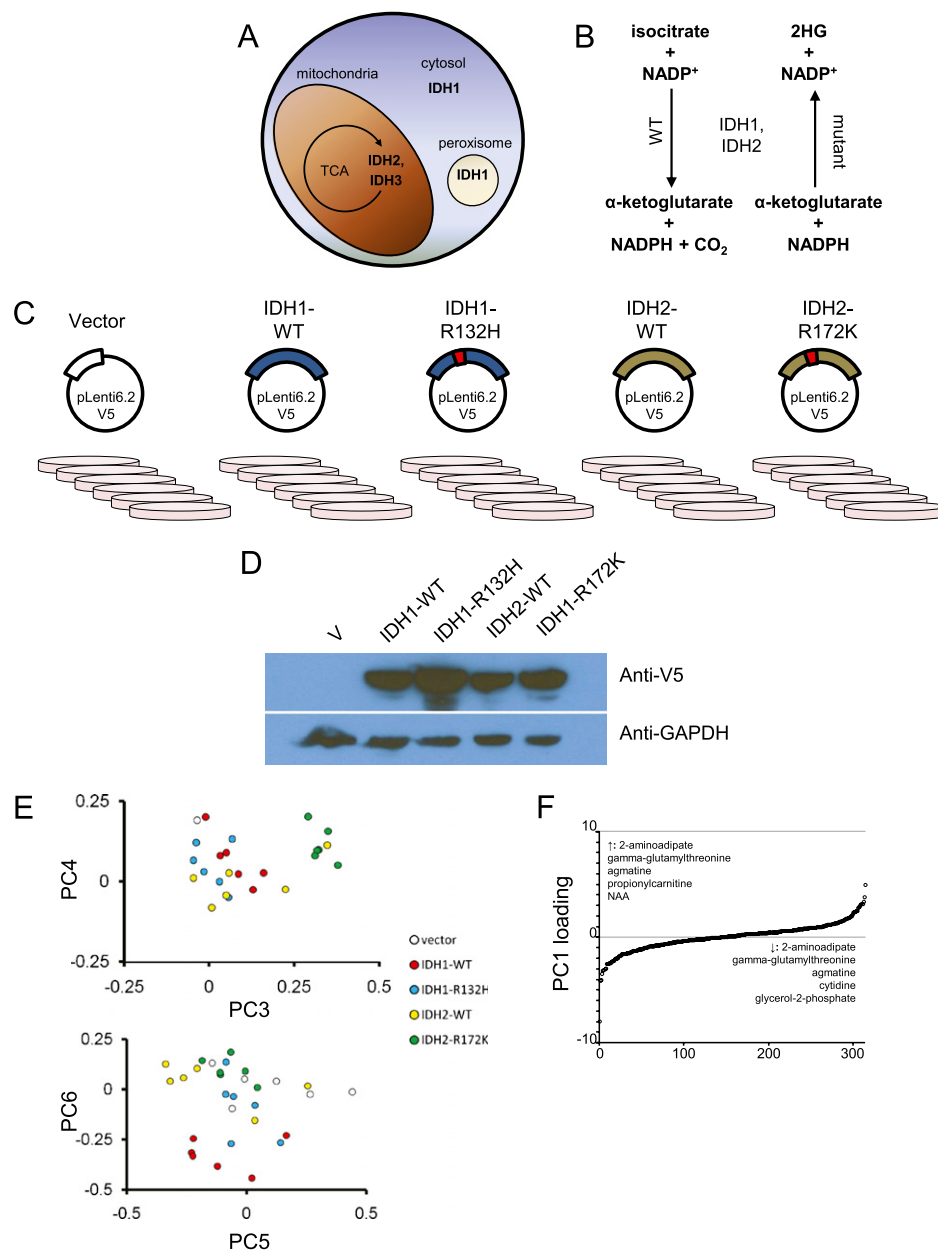 A
mitochondria
cytosol
IDH1
peroxisome
IDH1
TCA
IDH2,
IDH3
B
isocitrate
+
NADP⁺
WT
α-ketoglutarate
+
NADPH + CO₂
IDH1,
IDH2
2HG
+
NADP⁺
mutant
α-ketoglutarate
+
NADPH
C
Vector
pLenti6.2
V5
IDH1-
WT
pLenti6.2
V5
IDH1-
R132H
pLenti6.2
V5
IDH2-
WT
pLenti6.2
V5
IDH2-
R172K
pLenti6.2
V5
D
V
IDH1-WT
IDH1-R132H
IDH2-WT
IDH1-R172K
Anti-V5
Anti-GAPDH
E
PC4
0.25
0
-0.25
-0.25
0
0.25
0.5
PC3
vector
IDH1-WT
IDH1-R132H
IDH2-WT
IDH2-R172K
PC6
0.25
0
-0.25
-0.5
-0.5
0
0.5
PC5
F
PC1 loading
10
0
-10
↑: 2-aminoadipate
gamma-glutamylthreonine
agmatine
propionylcarnitine
NAA
↓: 2-aminoadipate
gamma-glutamylthreonine
agmatine
cytidine
glycerol-2-phosphate
0
100
200
300